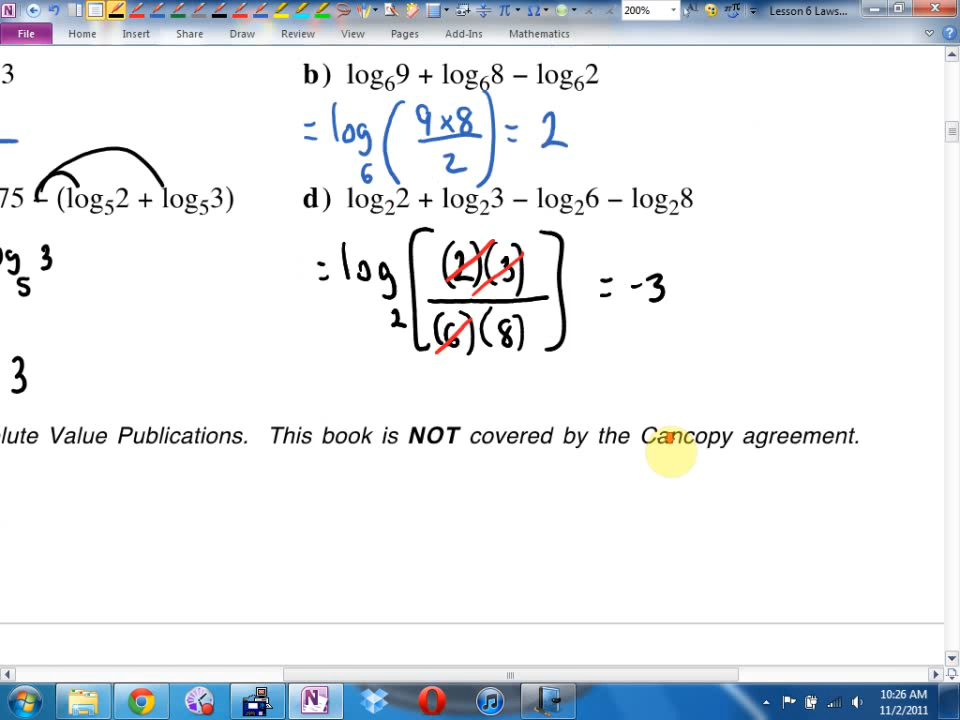 200% Lesson 6 Laws...
File Home Insert Share Draw Review View Pages Add-Ins Mathematics
3 b) log₆9 + log₆8 − log₆2
= log₆ ( 9 × 8 / 2 ) = 2
75 − (log₅2 + log₅3) d) log₂2 + log₂3 − log₂6 − log₂8
og₅ 3
= log₂ [ (2)(3) / (6)(8) ] = -3
3
lute Value Publications. This book is NOT covered by the Cancopy agreement.
10:26 AM
11/2/2011